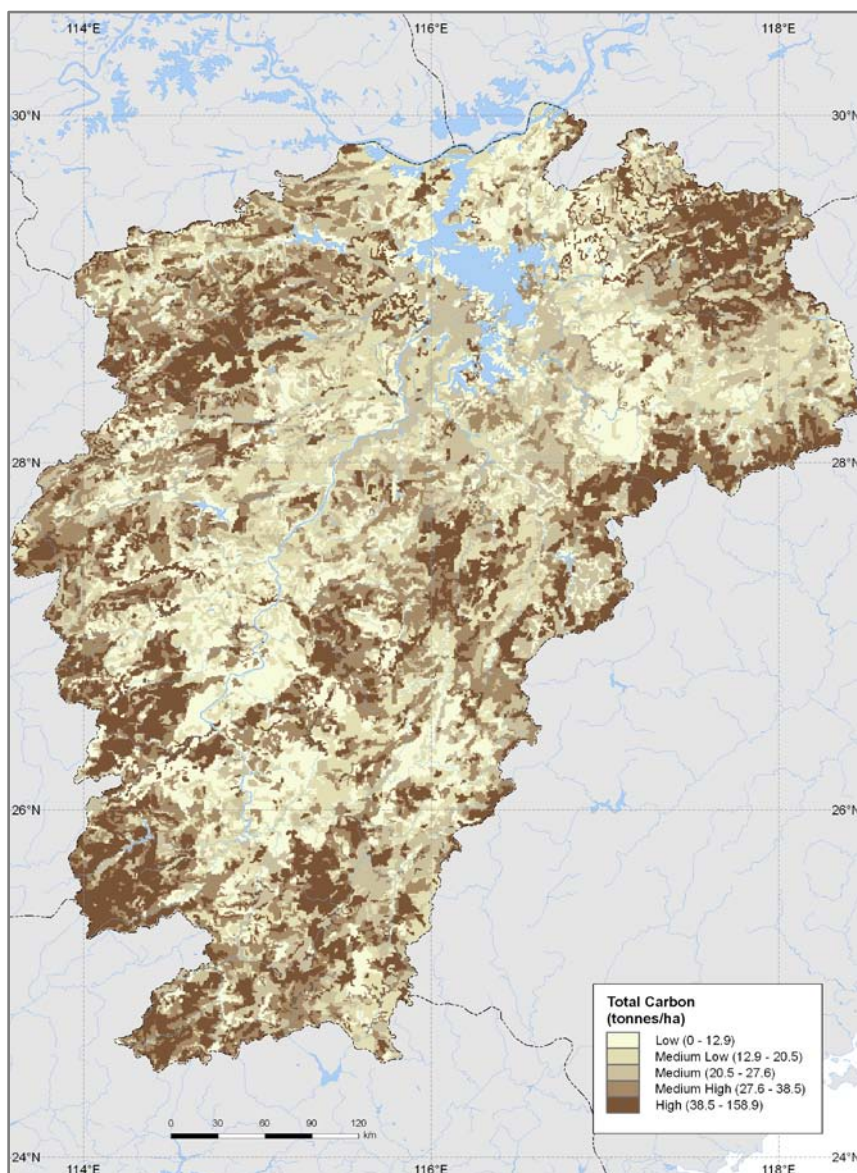 114°E 116°E 118°E
30°N 30°N
28°N 28°N
26°N 26°N
Total Carbon
(tonnes/ha)
Low (0 - 12.9)
Medium Low (12.9 - 20.5)
Medium (20.5 - 27.6)
Medium High (27.6 - 38.5)
High (38.5 - 158.9)
0 30 60 90 120
km
24°N 24°N
114°E 116°E 118°E